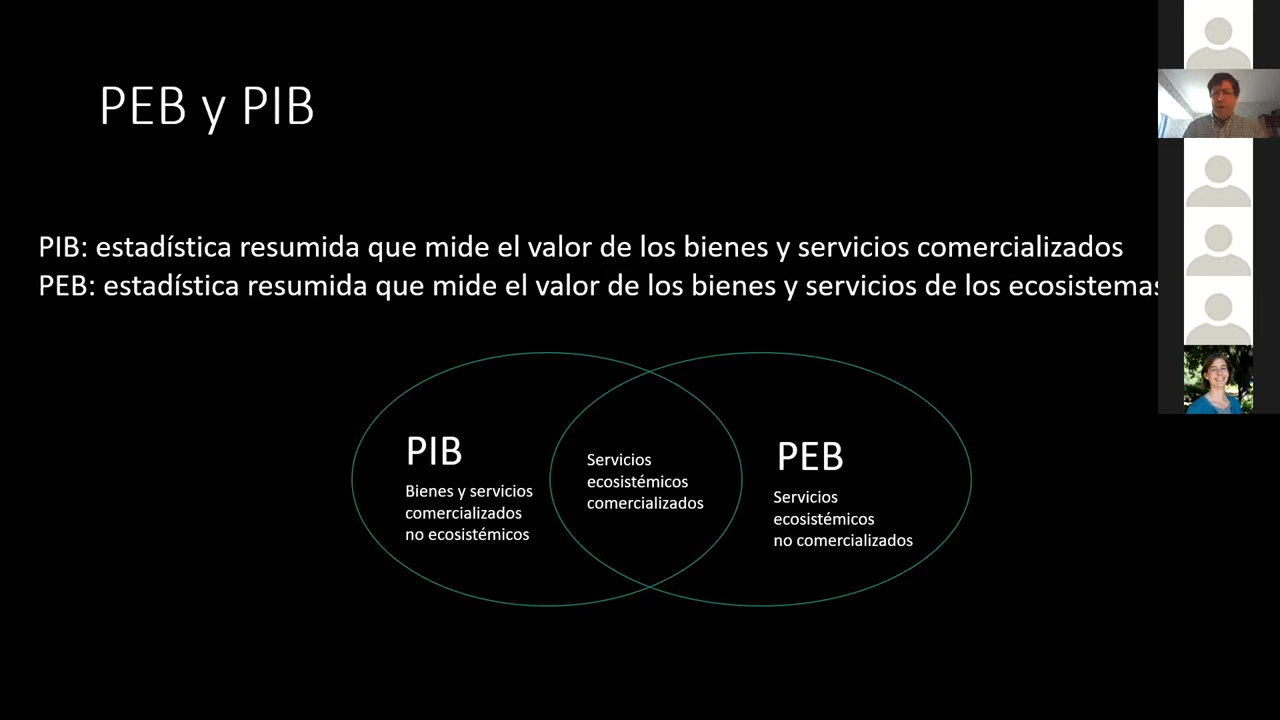 PEB y PIB
PIB: estadística resumida que mide el valor de los bienes y servicios comercializados
PEB: estadística resumida que mide el valor de los bienes y servicios de los ecosistemas
PIB
Bienes y servicios
comercializados
no ecosistémicos
Servicios
ecosistémicos
comercializados
PEB
Servicios
ecosistémicos
no comercializados